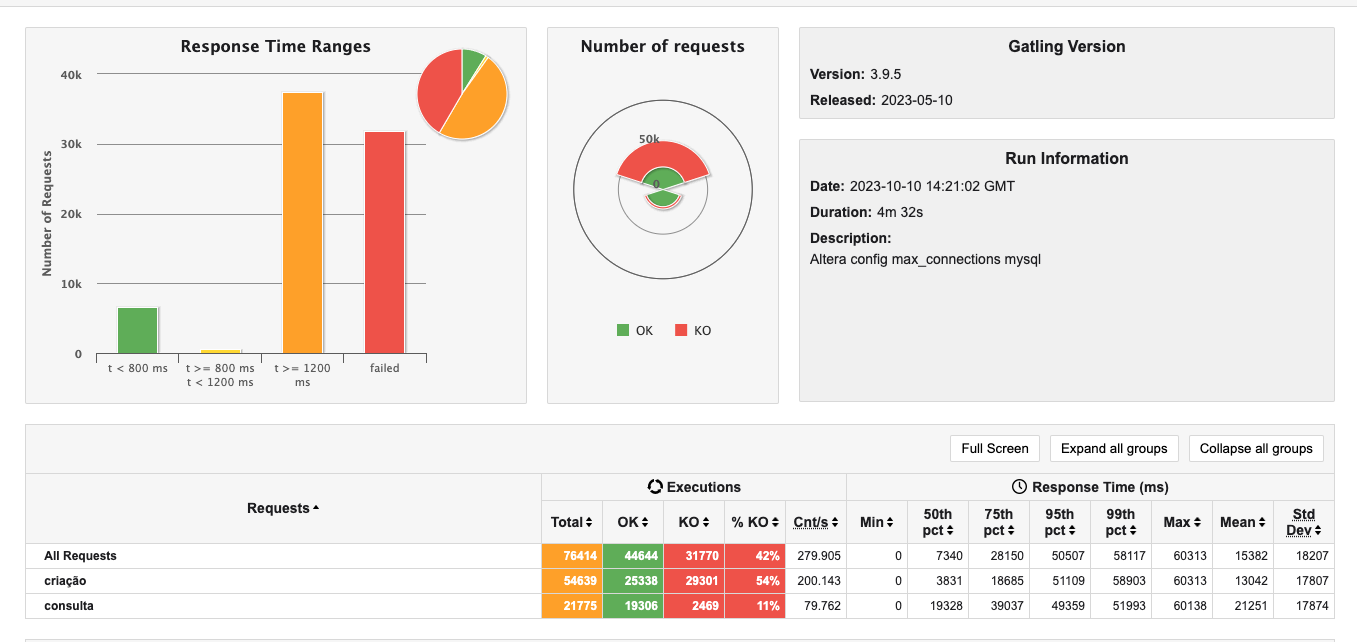 Response Time Ranges
Number of Requests
40k
30k
20k
10k
0
t < 800 ms
t >= 800 ms
t < 1200 ms
t >= 1200
ms
failed
Number of requests
50k
0
OK KO
Gatling Version
Version: 3.9.5
Released: 2023-05-10
Run Information
Date: 2023-10-10 14:21:02 GMT
Duration: 4m 32s
Description:
Altera config max_connections mysql
Full Screen Expand all groups Collapse all groups
Requests Executions Response Time (ms)
Total OK KO % KO Cnt/s Min 50th pct 75th pct 95th pct 99th pct Max Mean Std Dev
All Requests 76414 44644 31770 42% 279.905 0 7340 28150 50507 58117 60313 15382 18207
criação 54639 25338 29301 54% 200.143 0 3831 18685 51109 58903 60313 13042 17807
consulta 21775 19306 2469 11% 79.762 0 19328 39037 49359 51993 60138 21251 17874